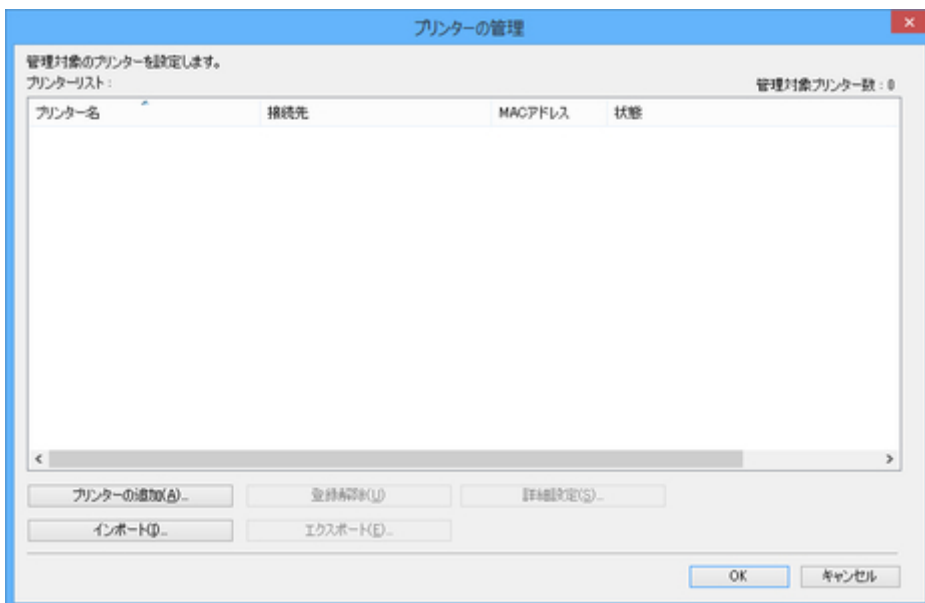 プリンターの管理
管理対象のプリンターを設定します。
プリンターリスト：
管理対象プリンター数：0
プリンター名 接続先 MACアドレス 状態
プリンターの追加(A)... 登録解除(U) 詳細設定(S)...
インポート(I)... エクスポート(E)...
OK キャンセル